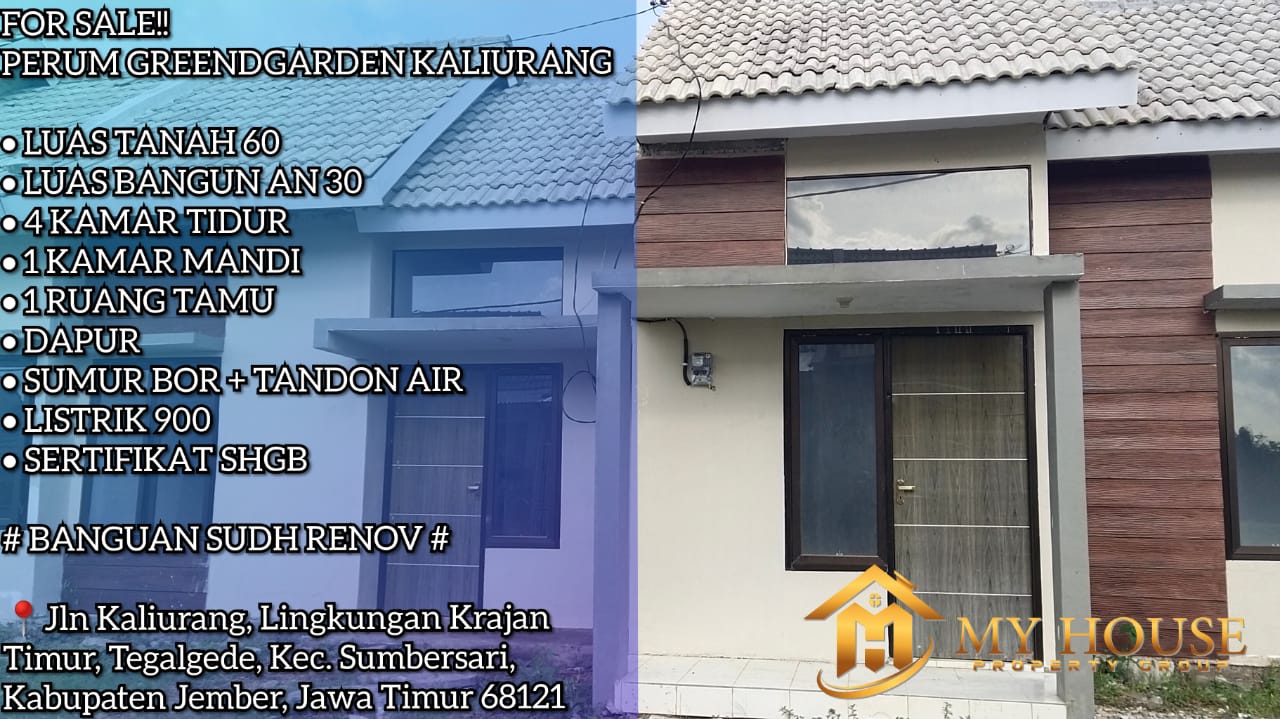 FOR SALE!!
PERUM GREENDGARDEN KALIURANG
• LUAS TANAH 60
• LUAS BANGUN AN 30
• 4 KAMAR TIDUR
• 1 KAMAR MANDI
• 1 RUANG TAMU
• DAPUR
• SUMUR BOR + TANDON AIR
• LISTRIK 900
• SERTIFIKAT SHGB
# BANGUAN SUDH RENOV #
📍 Jln Kaliurang, Lingkungan Krajan
Timur, Tegalgede, Kec. Sumbersari,
Kabupaten Jember, Jawa Timur 68121
MY HOUSE
PROPERTY GROUP